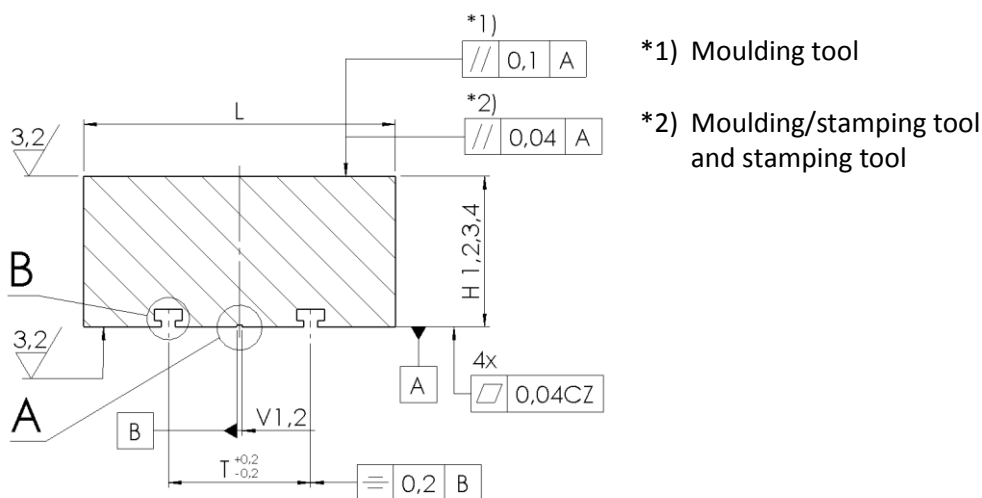 *1)
// 0,1 A
*1) Moulding tool
*2)
// 0,04 A
*2) Moulding/stamping tool
and stamping tool
L
3,2
H 1,2,3,4
B
3,2
A
A
4x
0,04CZ
B
V1,2
T +0,2
-0,2
0,2 B